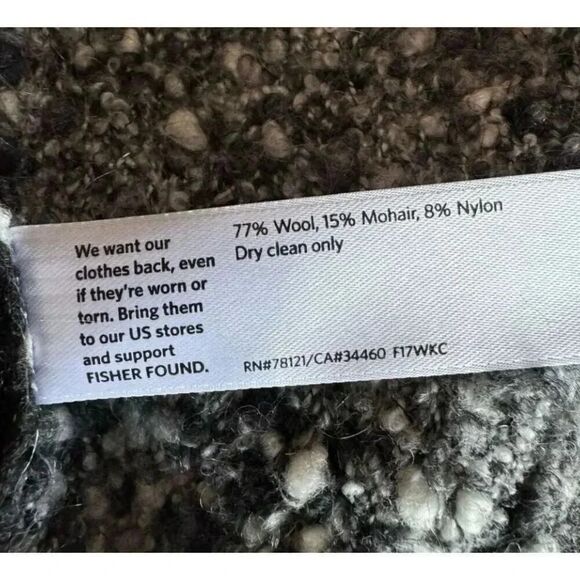 We want our
clothes back, even
if they're worn or
torn. Bring them
to our US stores
and support
FISHER FOUND.
77% Wool, 15% Mohair, 8% Nylon
Dry clean only
RN#78121/CA#34460 F17WKC